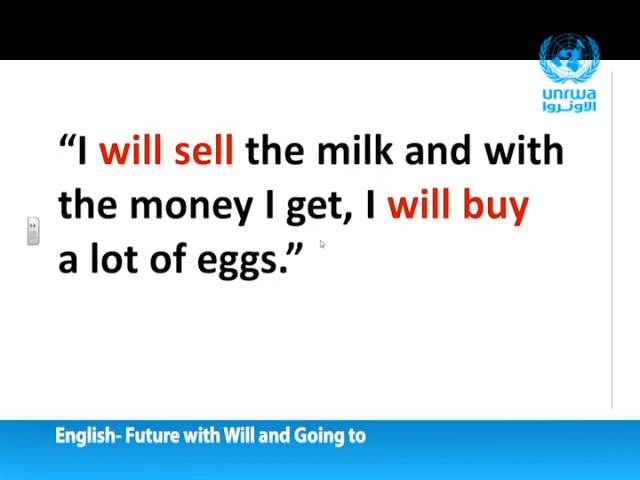 unrwa
الاونروا
“I will sell the milk and with
the money I get, I will buy
a lot of eggs.”
English- Future with Will and Going to